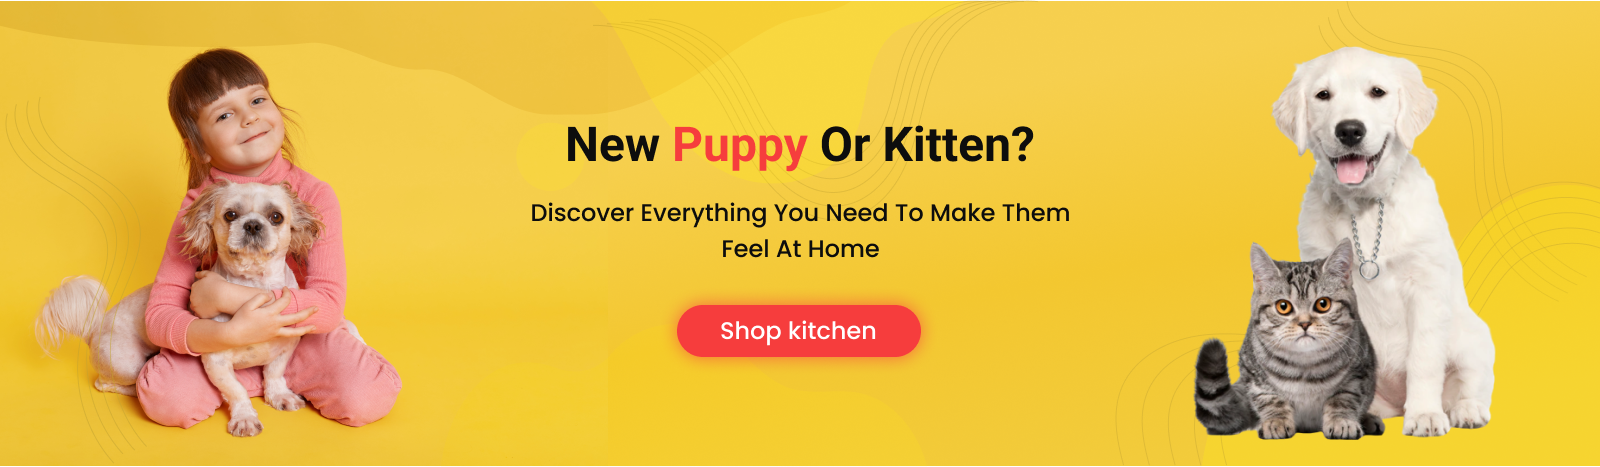 New Puppy Or Kitten?
Discover Everything You Need To Make Them
Feel At Home
Shop kitchen